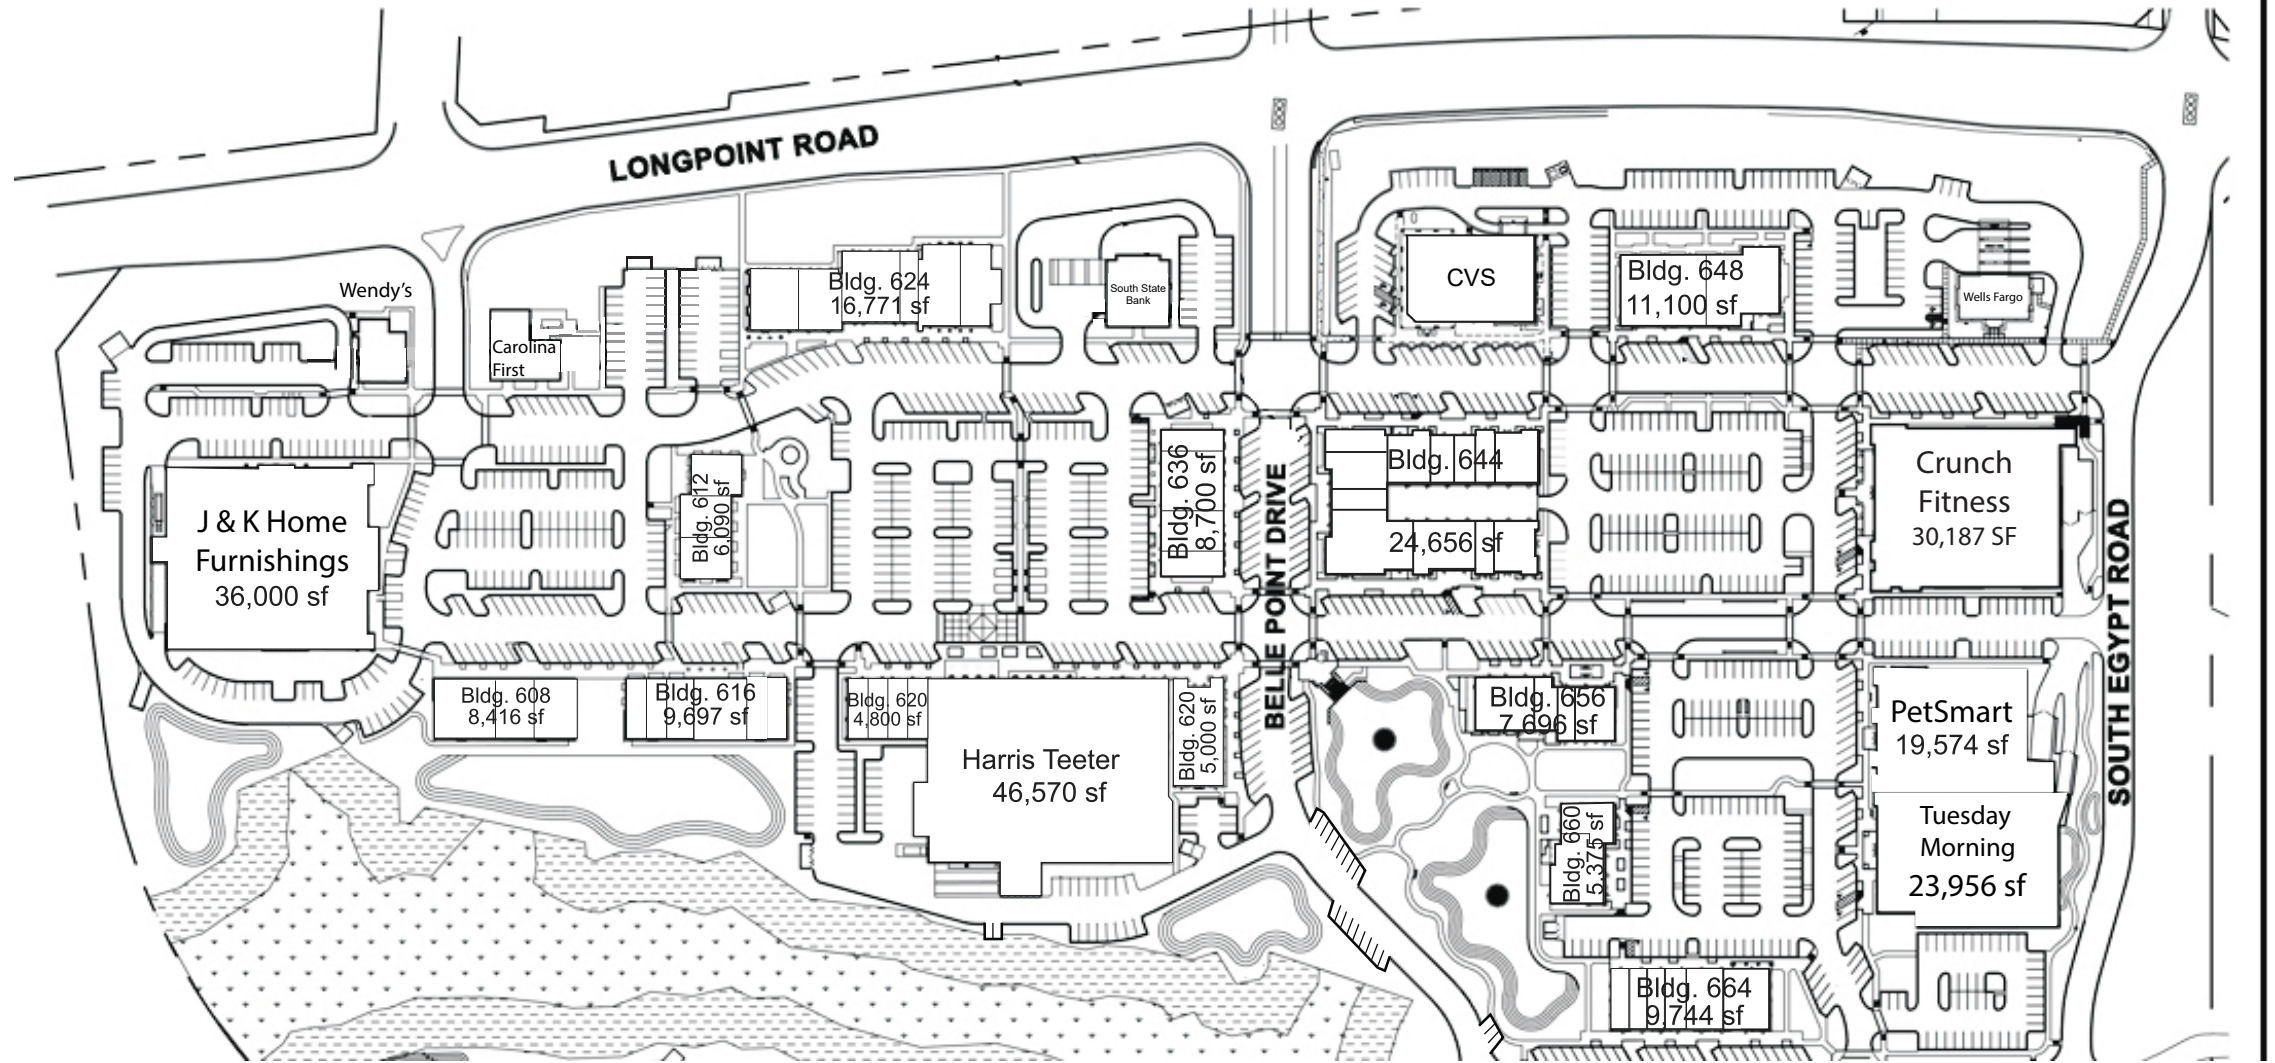 LONGPOINT ROAD
Wendy's
Carolina
First
Bldg. 624
16,771 sf
South State
Bank
CVS
Bldg. 648
11,100 sf
Wells Fargo
J & K Home
Furnishings
36,000 sf
Bldg. 612
6,090 sf
Bldg. 636
8,700 sf
BELLE POINT DRIVE
Bldg. 644
24,656 sf
Crunch
Fitness
30,187 SF
SOUTH EGYPT ROAD
Bldg. 608
8,416 sf
Bldg. 616
9,697 sf
Bldg. 620
4,800 sf
Harris Teeter
46,570 sf
Bldg. 620
5,000 sf
Bldg. 656
7,696 sf
PetSmart
19,574 sf
Bldg. 660
5,375 sf
Tuesday
Morning
23,956 sf
Bldg. 664
9,744 sf